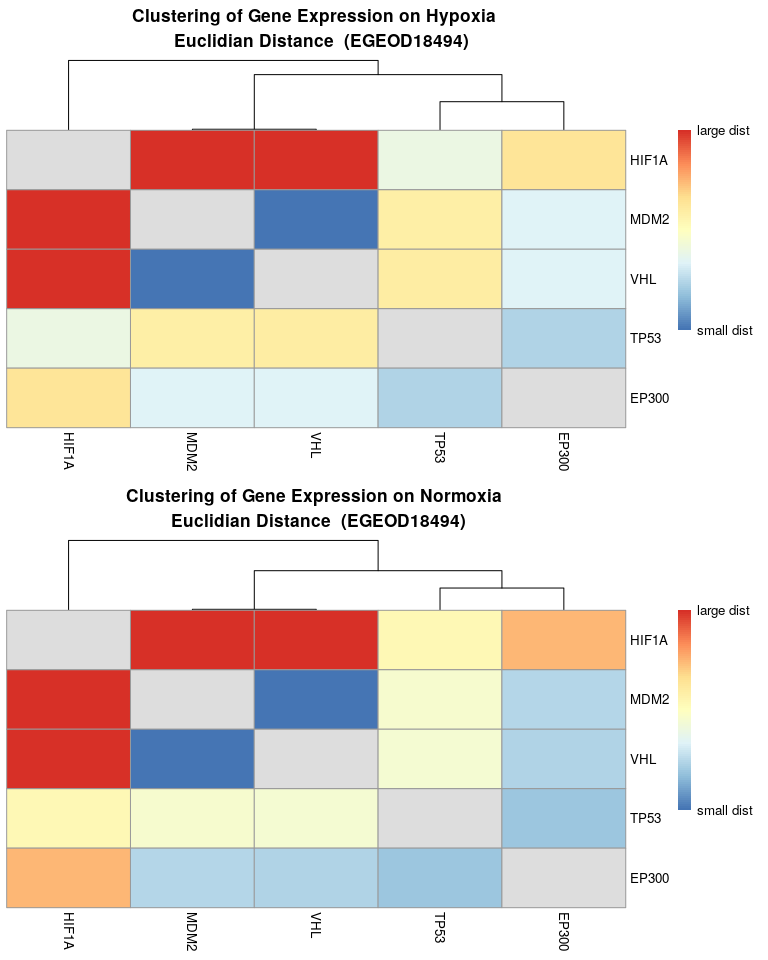 Clustering of Gene Expression on Hypoxia
Euclidian Distance (EGEOD18494)
large dist
small dist
HIF1A
MDM2
VHL
TP53
EP300
HIF1A
MDM2
VHL
TP53
EP300
Clustering of Gene Expression on Normoxia
Euclidian Distance (EGEOD18494)
large dist
small dist
HIF1A
MDM2
VHL
TP53
EP300
HIF1A
MDM2
VHL
TP53
EP300